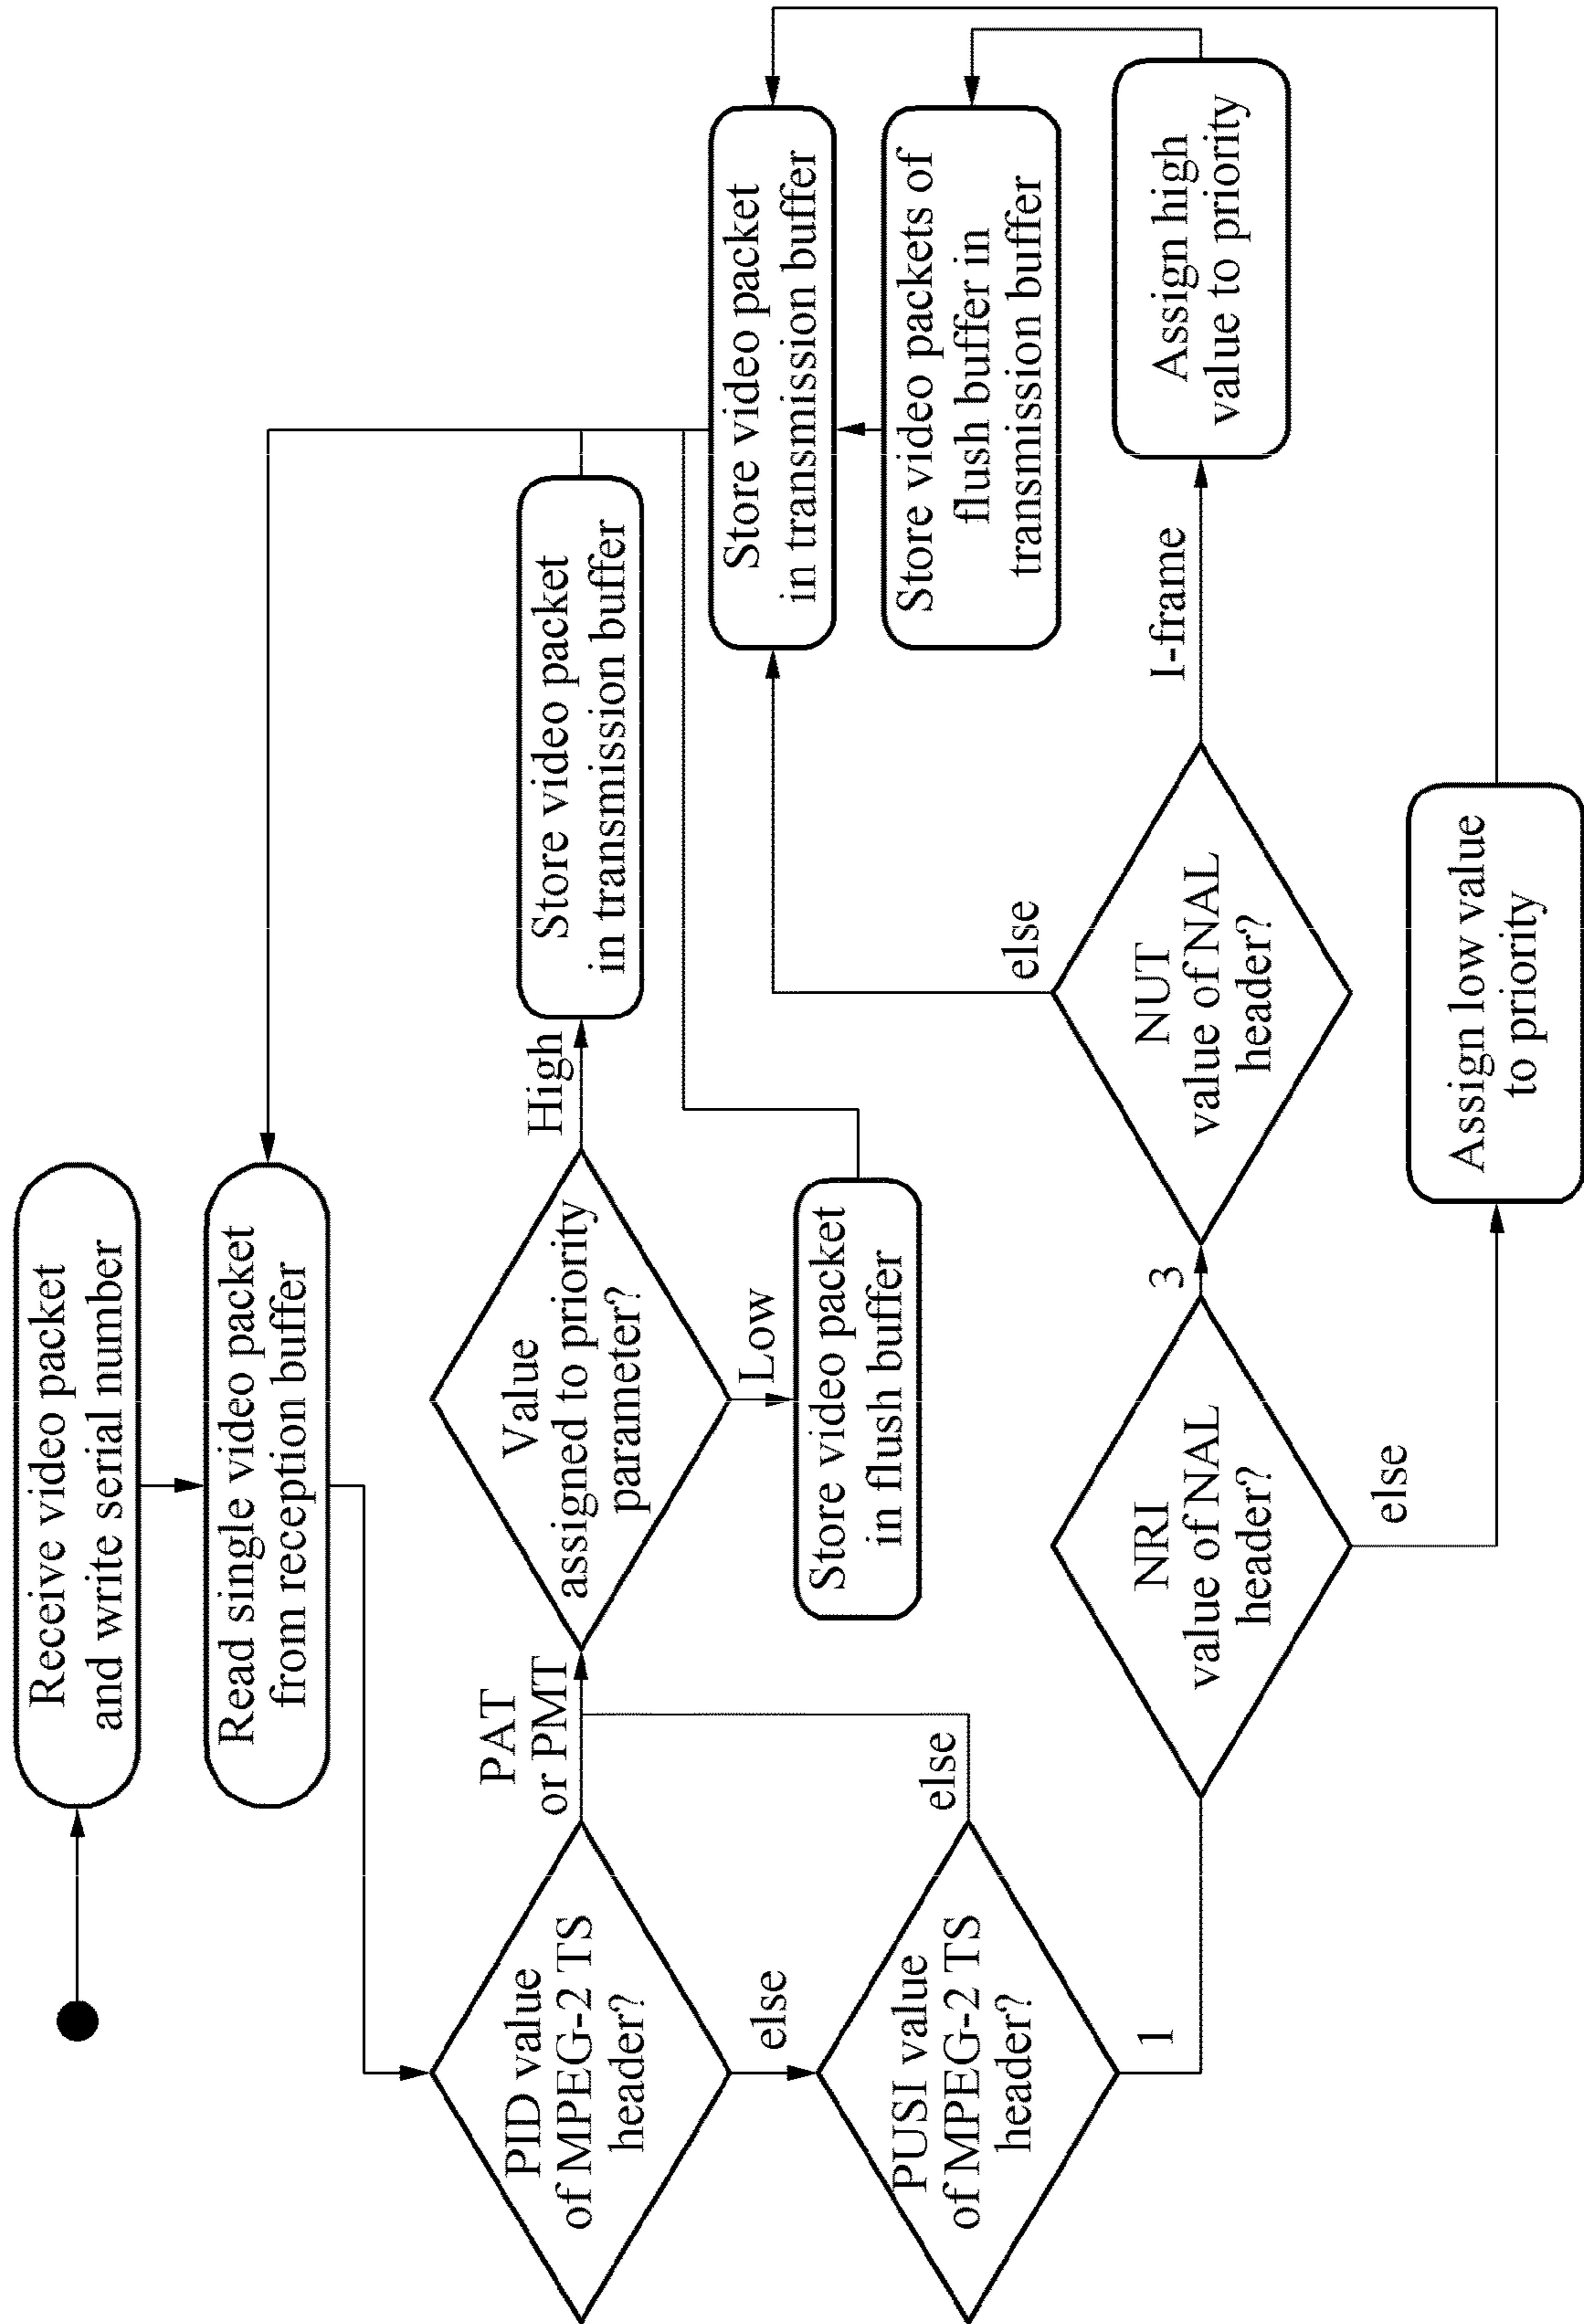 Receive video packet
and write serial number
Read single video packet
from reception buffer
PID value
of MPEG-2 TS
header?
PAT
or PMT
else
Value
assigned to priority
parameter?
High
Low
Store video packet
in transmission buffer
Store video packet
in flush buffer
PUSI value
of MPEG-2 TS
header?
else
1
NRI
value of NAL
header?
3
else
NUT
value of NAL
header?
else
I-frame
Store video packet
in transmission buffer
Store video packets of
flush buffer in
transmission buffer
Assign high
value to priority
Assign low value
to priority